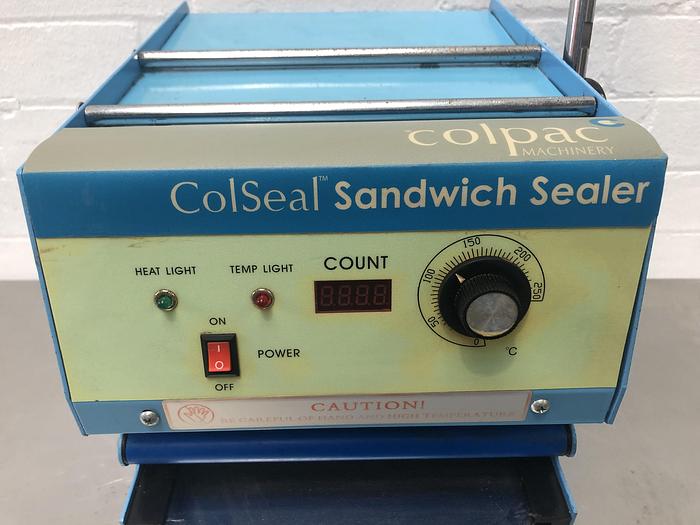 colpac
MACHINERY
ColSeal™ Sandwich Sealer
HEAT LIGHT
TEMP LIGHT
COUNT
ON
POWER
OFF
0
50
100
150
200
250
°C
CAUTION!
BE CAREFUL OF HAND AND HIGH TEMPERATURE